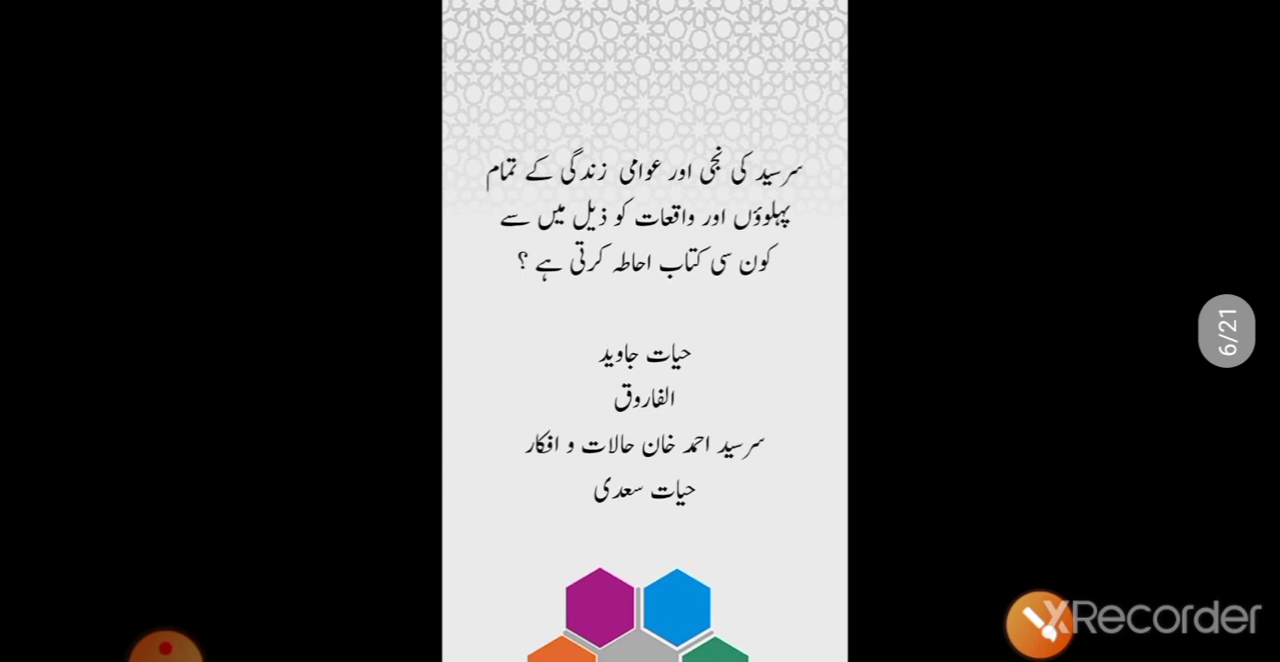 سرسید کی نجی اور عوامی زندگی کے تمام
پہلوؤں اور واقعات کو ذیل میں سے
کون سی کتاب احاطہ کرتی ہے ؟
حیات جاوید
الفاروق
سرسید احمد خان حالات و افکار
حیات سعدی
6/21
XRecorder